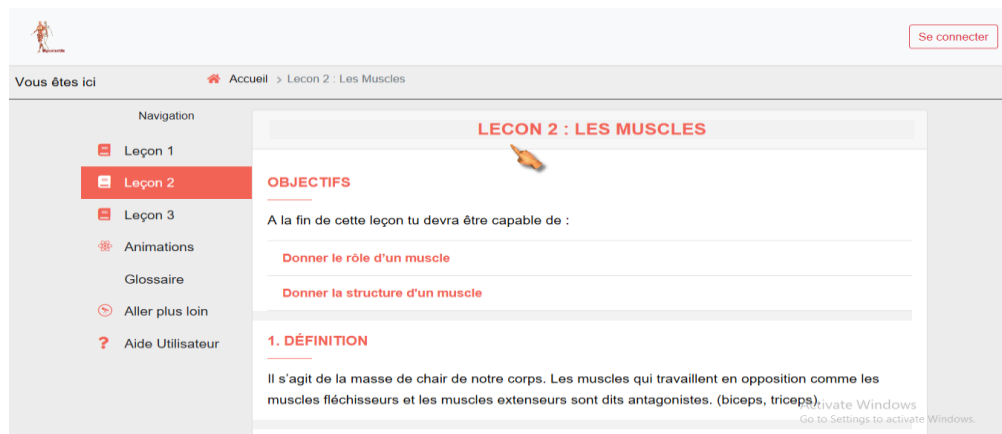 Se connecter
Vous êtes ici
Accueil > Lecon 2 : Les Muscles
Navigation
Leçon 1
Leçon 2
Leçon 3
Animations
Glossaire
Aller plus loin
Aide Utilisateur
LECON 2 : LES MUSCLES
OBJECTIFS
A la fin de cette leçon tu devra être capable de :
Donner le rôle d'un muscle
Donner la structure d'un muscle
1. DÉFINITION
Il s'agit de la masse de chair de notre corps. Les muscles qui travaillent en opposition comme les
muscles fléchisseurs et les muscles extenseurs sont dits antagonistes. (biceps, triceps).
Activate Windows
Go to Settings to activate Windows.